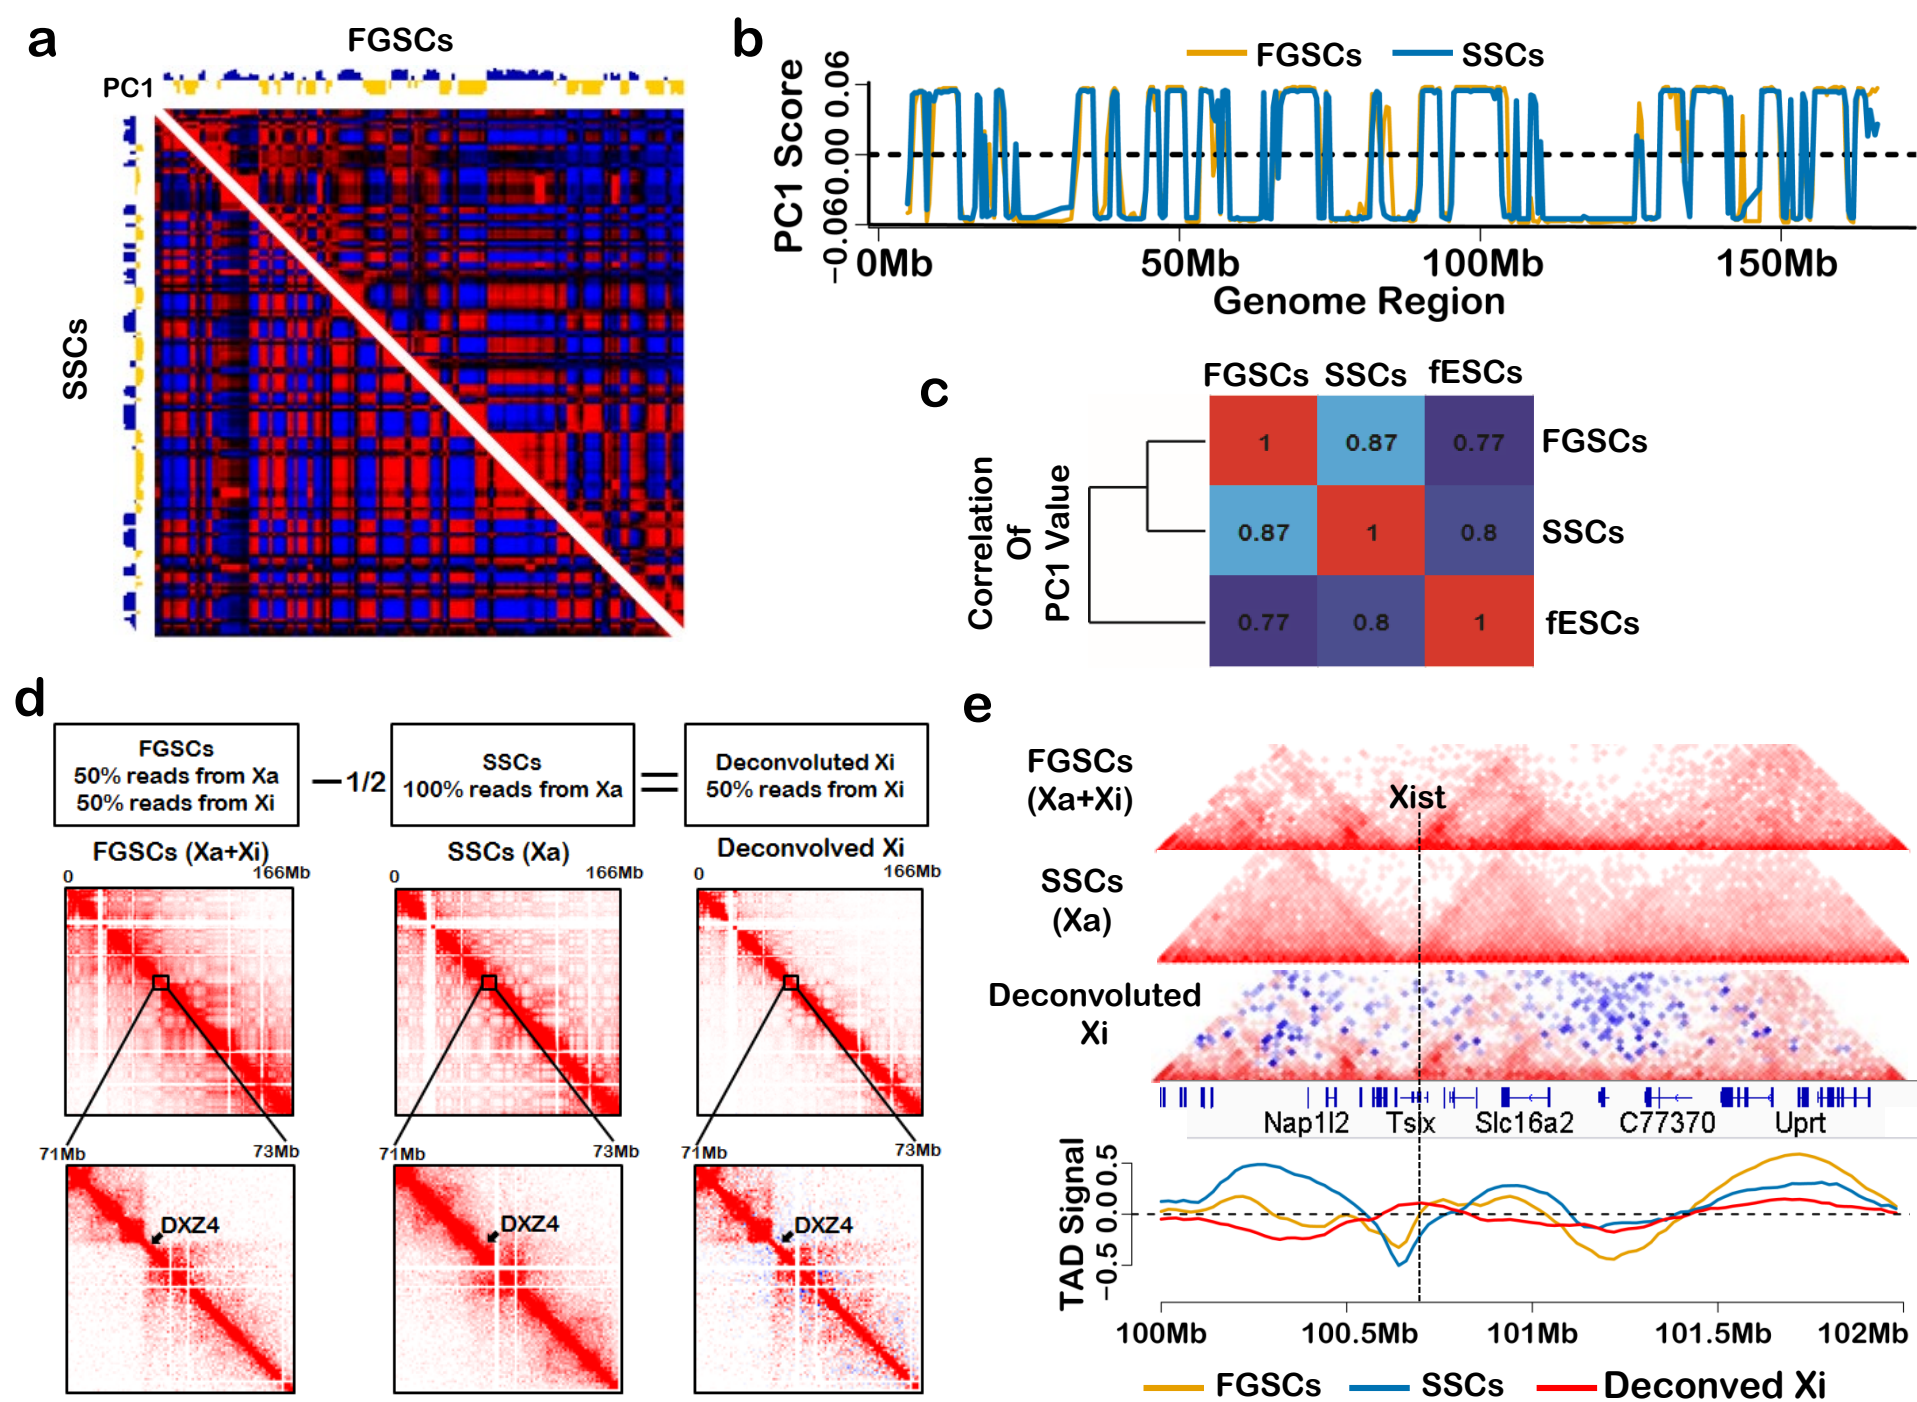 a
FGSCs
PC1
SSCs
b
FGSCs SSCs
PC1 Score
−0.06 0.00 0.06
0Mb 50Mb 100Mb 150Mb
Genome Region
c
FGSCs SSCs fESCs
Correlation
Of
PC1 Value
1 0.87 0.77 FGSCs
0.87 1 0.8 SSCs
0.77 0.8 1 fESCs
d
FGSCs
50% reads from Xa
50% reads from Xi
−1/2
SSCs
100% reads from Xa
=
Deconvoluted Xi
50% reads from Xi
FGSCs (Xa+Xi) SSCs (Xa) Deconvolved Xi
0 166Mb 0 166Mb 0 166Mb
71Mb 73Mb 71Mb 73Mb 71Mb 73Mb
DXZ4 DXZ4 DXZ4
e
FGSCs
(Xa+Xi)
Xist
SSCs
(Xa)
Deconvoluted
Xi
Nap1l2 Tsix Slc16a2 C77370 Uprt
TAD Signal
−0.5 0.0 0.5
100Mb 100.5Mb 101Mb 101.5Mb 102Mb
FGSCs SSCs Deconved Xi